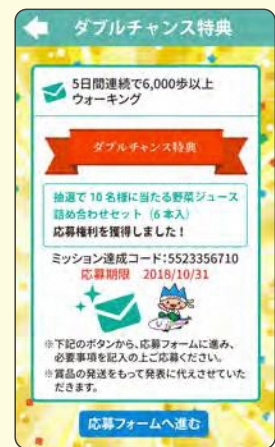 ダブルチャンス特典
5日間連続で6,000歩以上
ウォーキング
ダブルチャンス特典
抽選で10名様に当たる野菜ジュース
詰め合わせセット（6本入）
応募権利を獲得しました！
ミッション達成コード：5523356710
応募期限 2018/10/31
※下記のボタンから、応募フォームに進み、
必要事項を記入の上ご応募ください。
※賞品の発送をもって発表に代えさせていた
だきます。
応募フォームへ進む